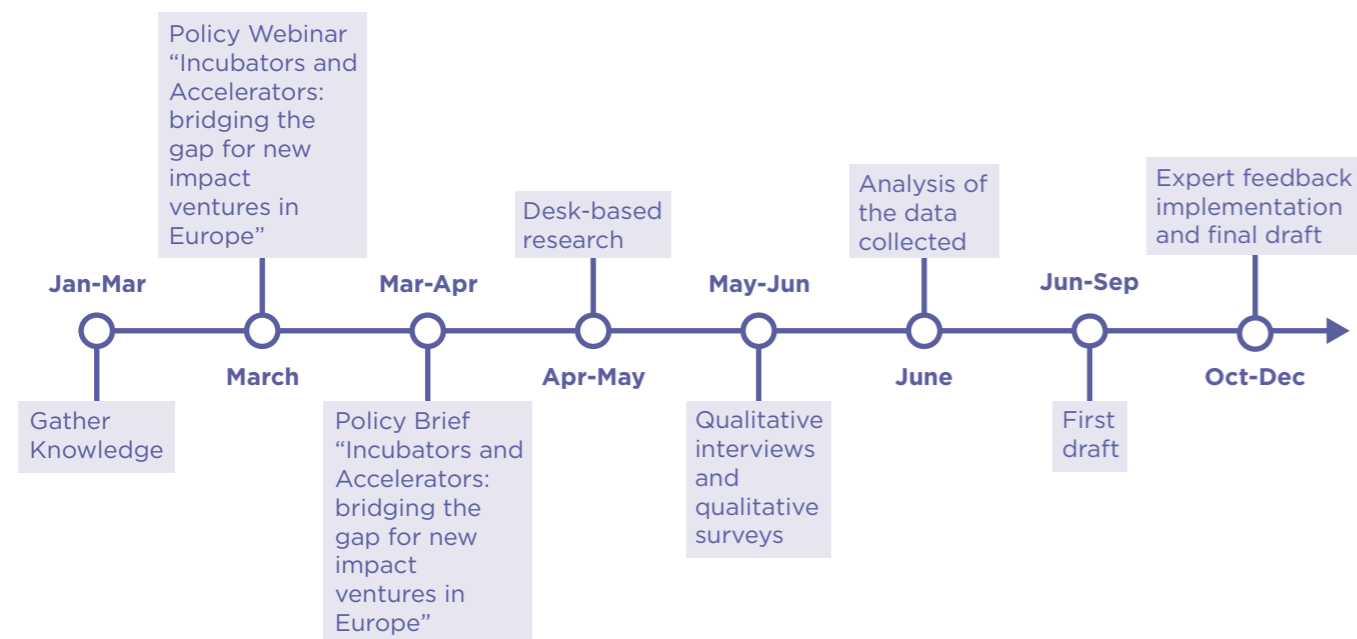 Jan-Mar
Gather
Knowledge
Policy Webinar
“Incubators and
Accelerators:
bridging the
gap for new
impact
ventures in
Europe”
March
Mar-Apr
Policy Brief
“Incubators and
Accelerators:
bridging the
gap for new
impact
ventures in
Europe”
Desk-based
research
Apr-May
May-Jun
Qualitative
interviews
and
qualitative
surveys
Analysis of
the data
collected
June
Jun-Sep
First
draft
Expert feedback
implementation
and final draft
Oct-Dec